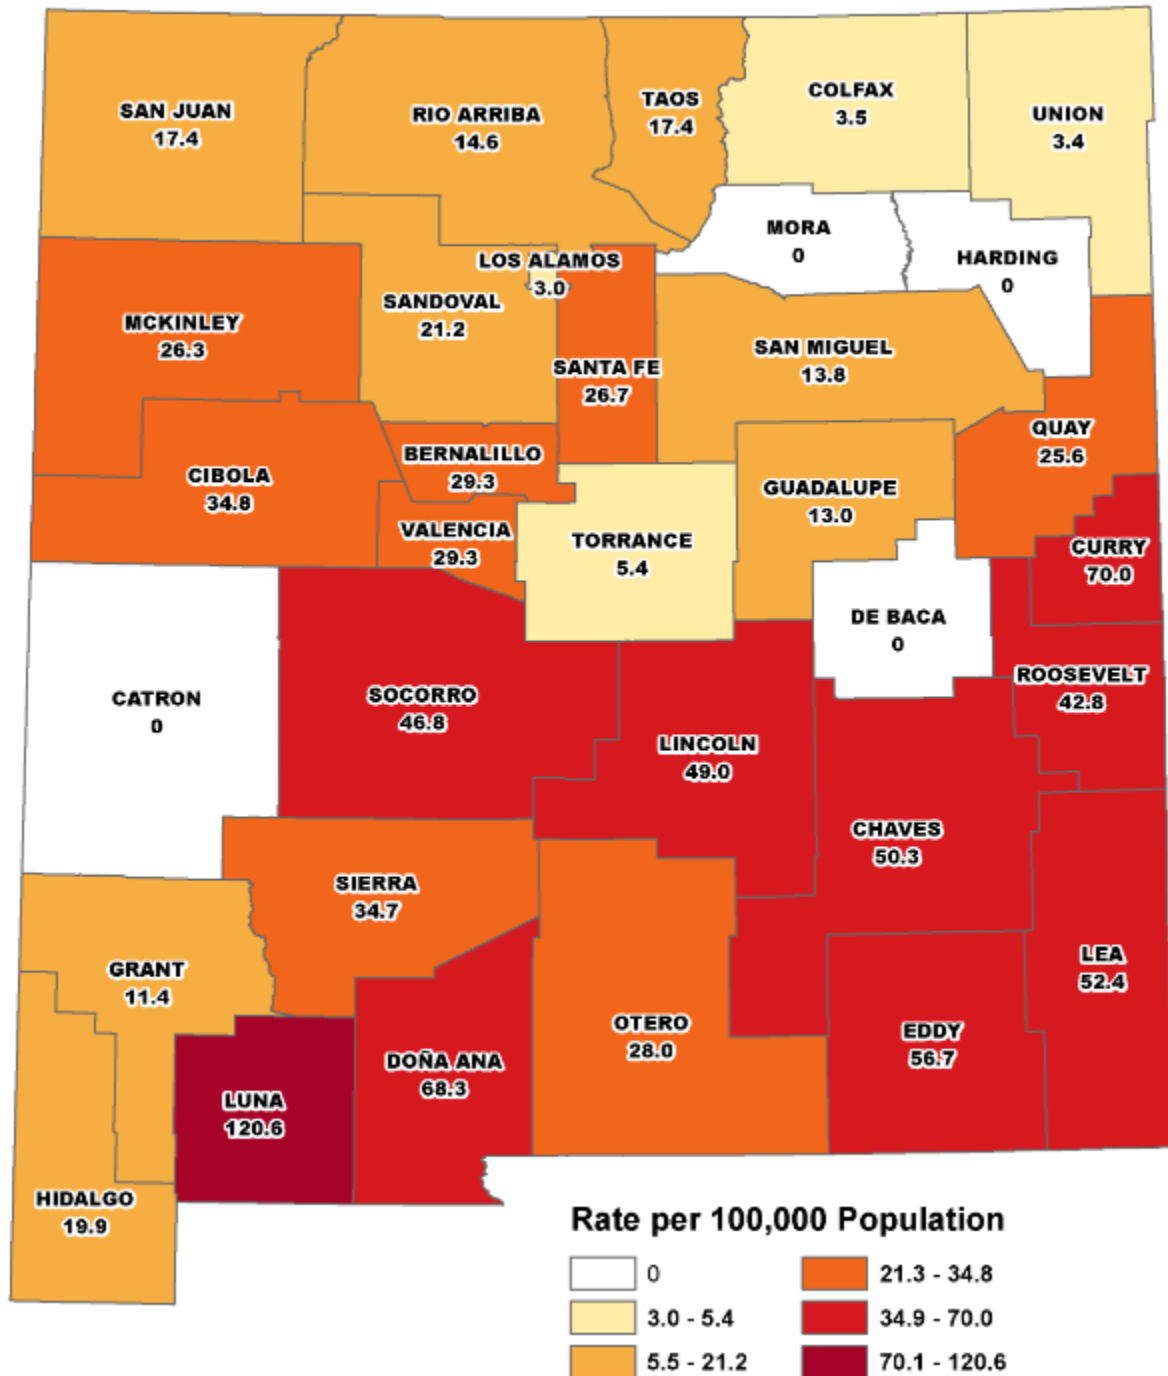 SAN JUAN
17.4
RIO ARRIBA
14.6
TAOS
17.4
COLFAX
3.5
UNION
3.4
MORA
0
HARDING
0
LOS ALAMOS
3.0
SANDOVAL
21.2
MCKINLEY
26.3
SANTA FE
26.7
SAN MIGUEL
13.8
QUAY
25.6
CIBOLA
34.8
BERNALILLO
29.3
GUADALUPE
13.0
VALENCIA
29.3
TORRANCE
5.4
CURRY
70.0
DE BACA
0
CATRON
0
SOCORRO
46.8
ROOSEVELT
42.8
LINCOLN
49.0
CHAVES
50.3
SIERRA
34.7
GRANT
11.4
LEA
52.4
OTERO
28.0
EDDY
56.7
DOÑA ANA
68.3
LUNA
120.6
HIDALGO
19.9
Rate per 100,000 Population
0
3.0 - 5.4
5.5 - 21.2
21.3 - 34.8
34.9 - 70.0
70.1 - 120.6